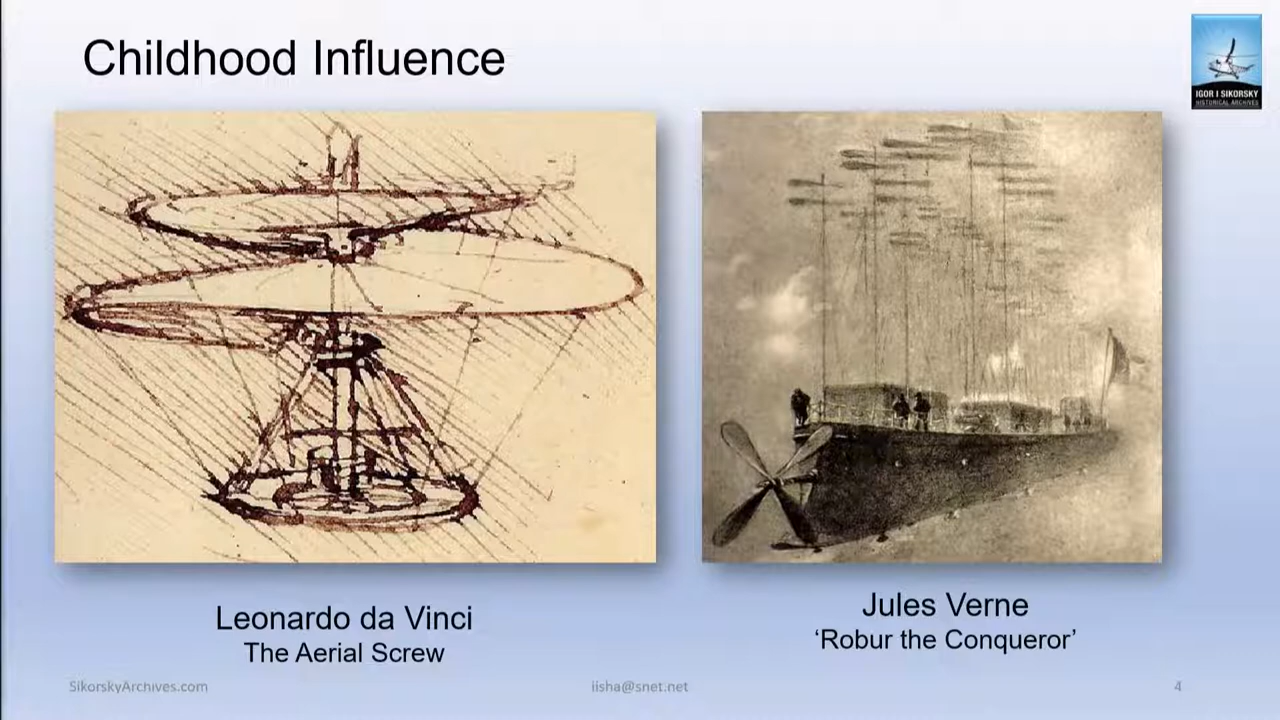 Childhood Influence
IGOR I SIKORSKY
HISTORICAL ARCHIVES
Leonardo da Vinci
The Aerial Screw
Jules Verne
‘Robur the Conqueror’
SikorskyArchives.com
iisha@snet.net
4